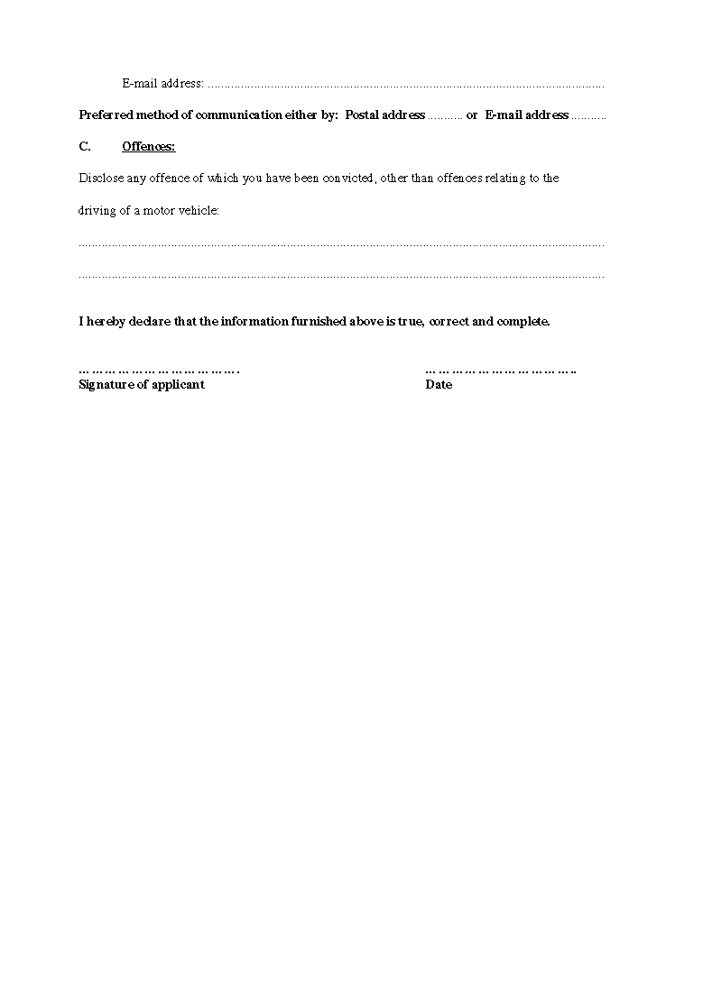 E-mail address: ........................................................................................................................
Preferred method of communication either by: Postal address ........... or E-mail address ...........
C. Offences:
Disclose any offence of which you have been convicted, other than offences relating to the
driving of a motor vehicle:
................................................................................................................................................................
................................................................................................................................................................
I hereby declare that the information furnished above is true, correct and complete.
………………………………. ……………………………..
Signature of applicant Date